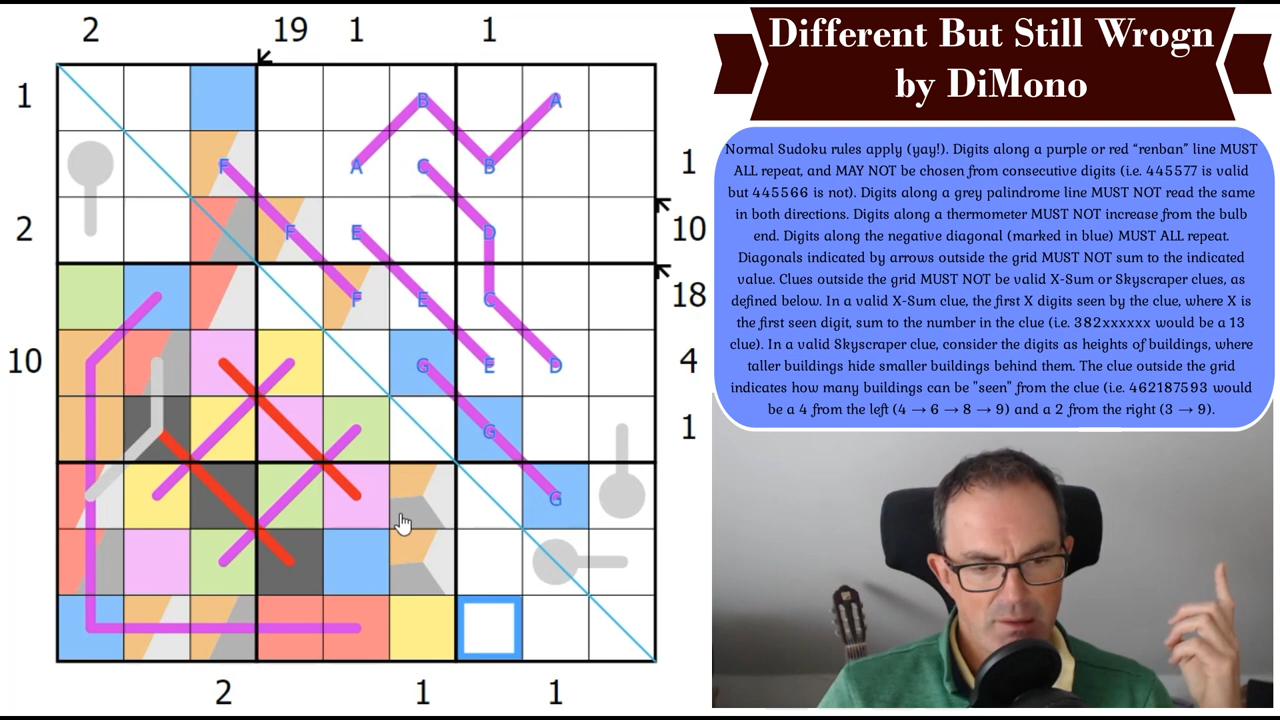 2 19 1 1
1
B A
F A C B 1
2 F E D 10
F E C 18
10 G E D 4
G 1
G
2 1 1
Different But Still Wrogn
by DiMono
Normal Sudoku rules apply (yay!). Digits along a purple or red "renban" line MUST
ALL repeat, and MAY NOT be chosen from consecutive digits (i.e. 445577 is valid
but 445566 is not). Digits along a grey palindrome line MUST NOT read the same
in both directions. Digits along a thermometer MUST NOT increase from the bulb
end. Digits along the negative diagonal (marked in blue) MUST ALL repeat.
Diagonals indicated by arrows outside the grid MUST NOT sum to the indicated
value. Clues outside the grid MUST NOT be valid X-Sum or Skyscraper clues, as
defined below. In a valid X-Sum clue, the first X digits seen by the clue, where X is
the first seen digit, sum to the number in the clue (i.e. 382xxxxxx would be a 13
clue). In a valid Skyscraper clue, consider the digits as heights of buildings, where
taller buildings hide smaller buildings behind them. The clue outside the grid
indicates how many buildings can be "seen" from the clue (i.e. 462187593 would
be a 4 from the left (4 → 6 → 8 → 9) and a 2 from the right (3 → 9).